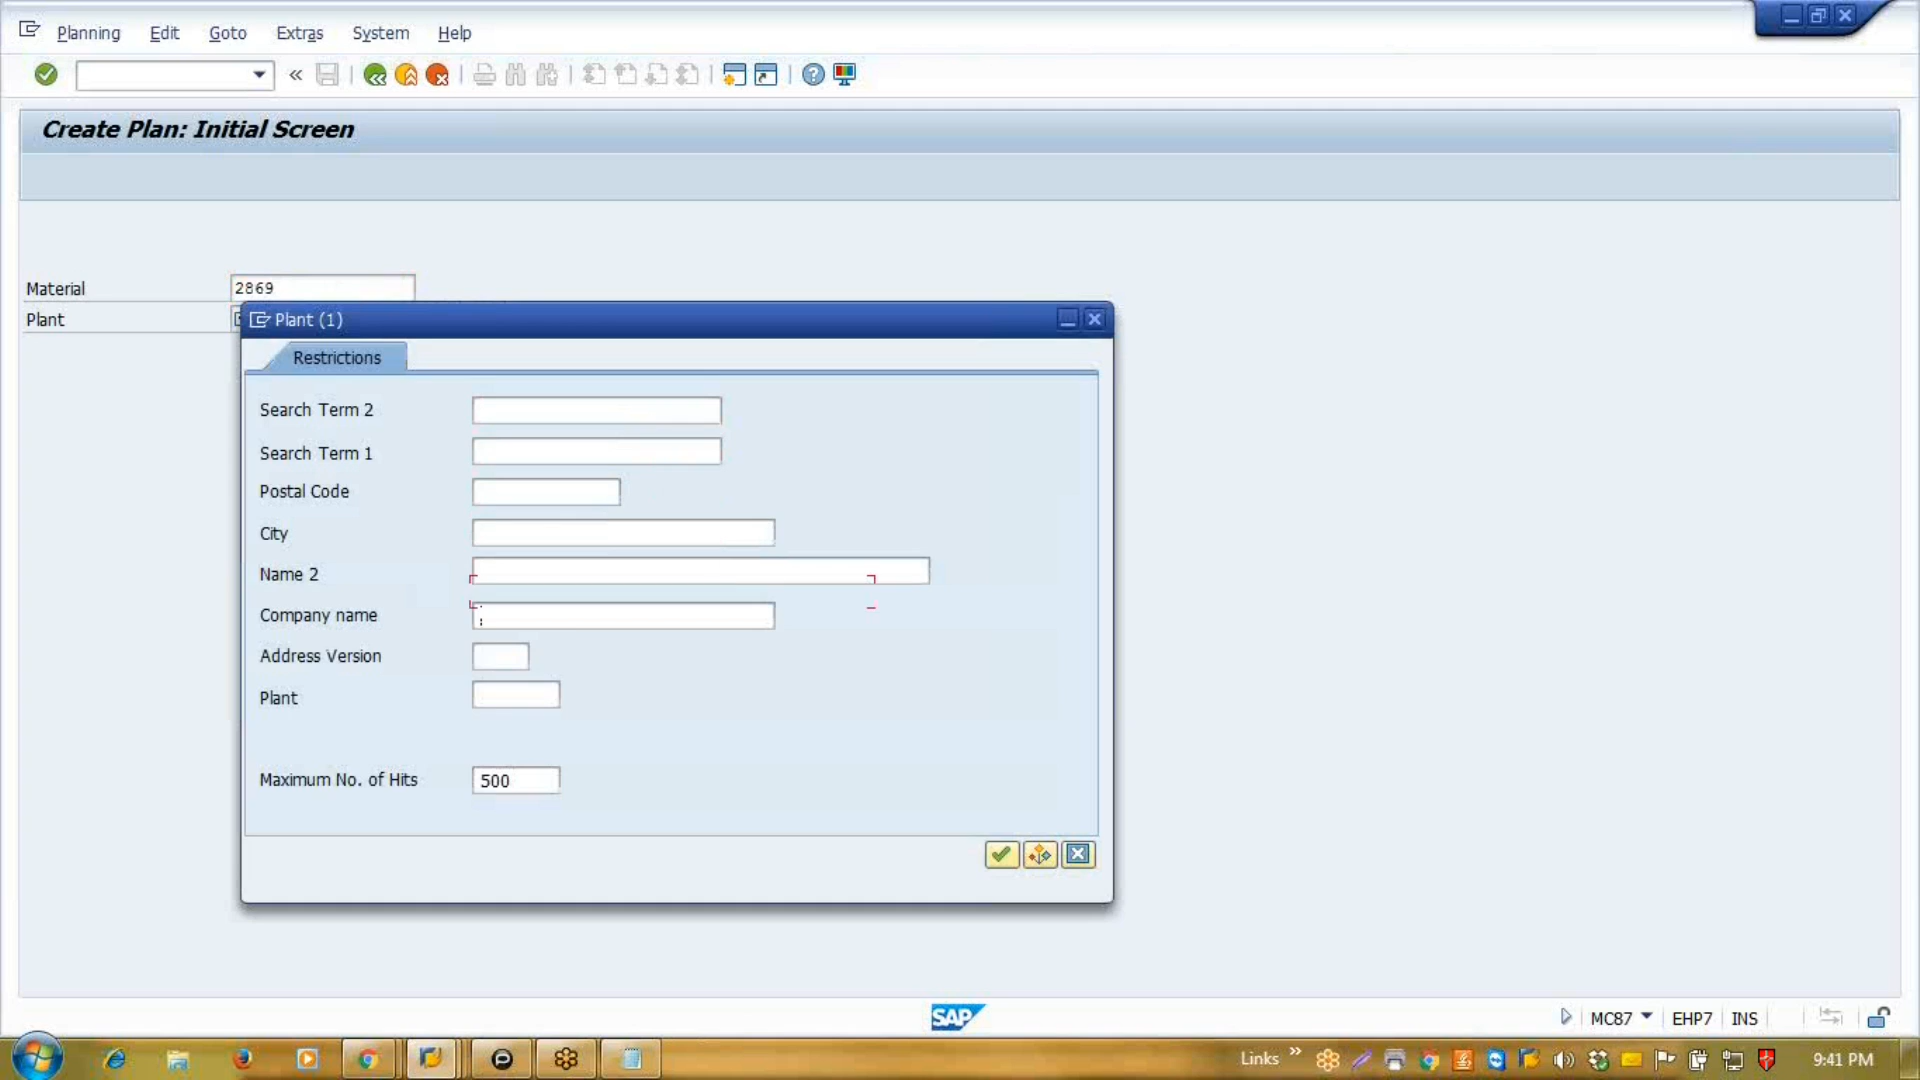 Planning Edit Goto Extras System Help
Create Plan: Initial Screen
Material 2869
Plant
Plant (1)
Restrictions
Search Term 2
Search Term 1
Postal Code
City
Name 2
Company name
Address Version
Plant
Maximum No. of Hits 500
SAP
MC87 EHP7 INS
Links » 9:41 PM